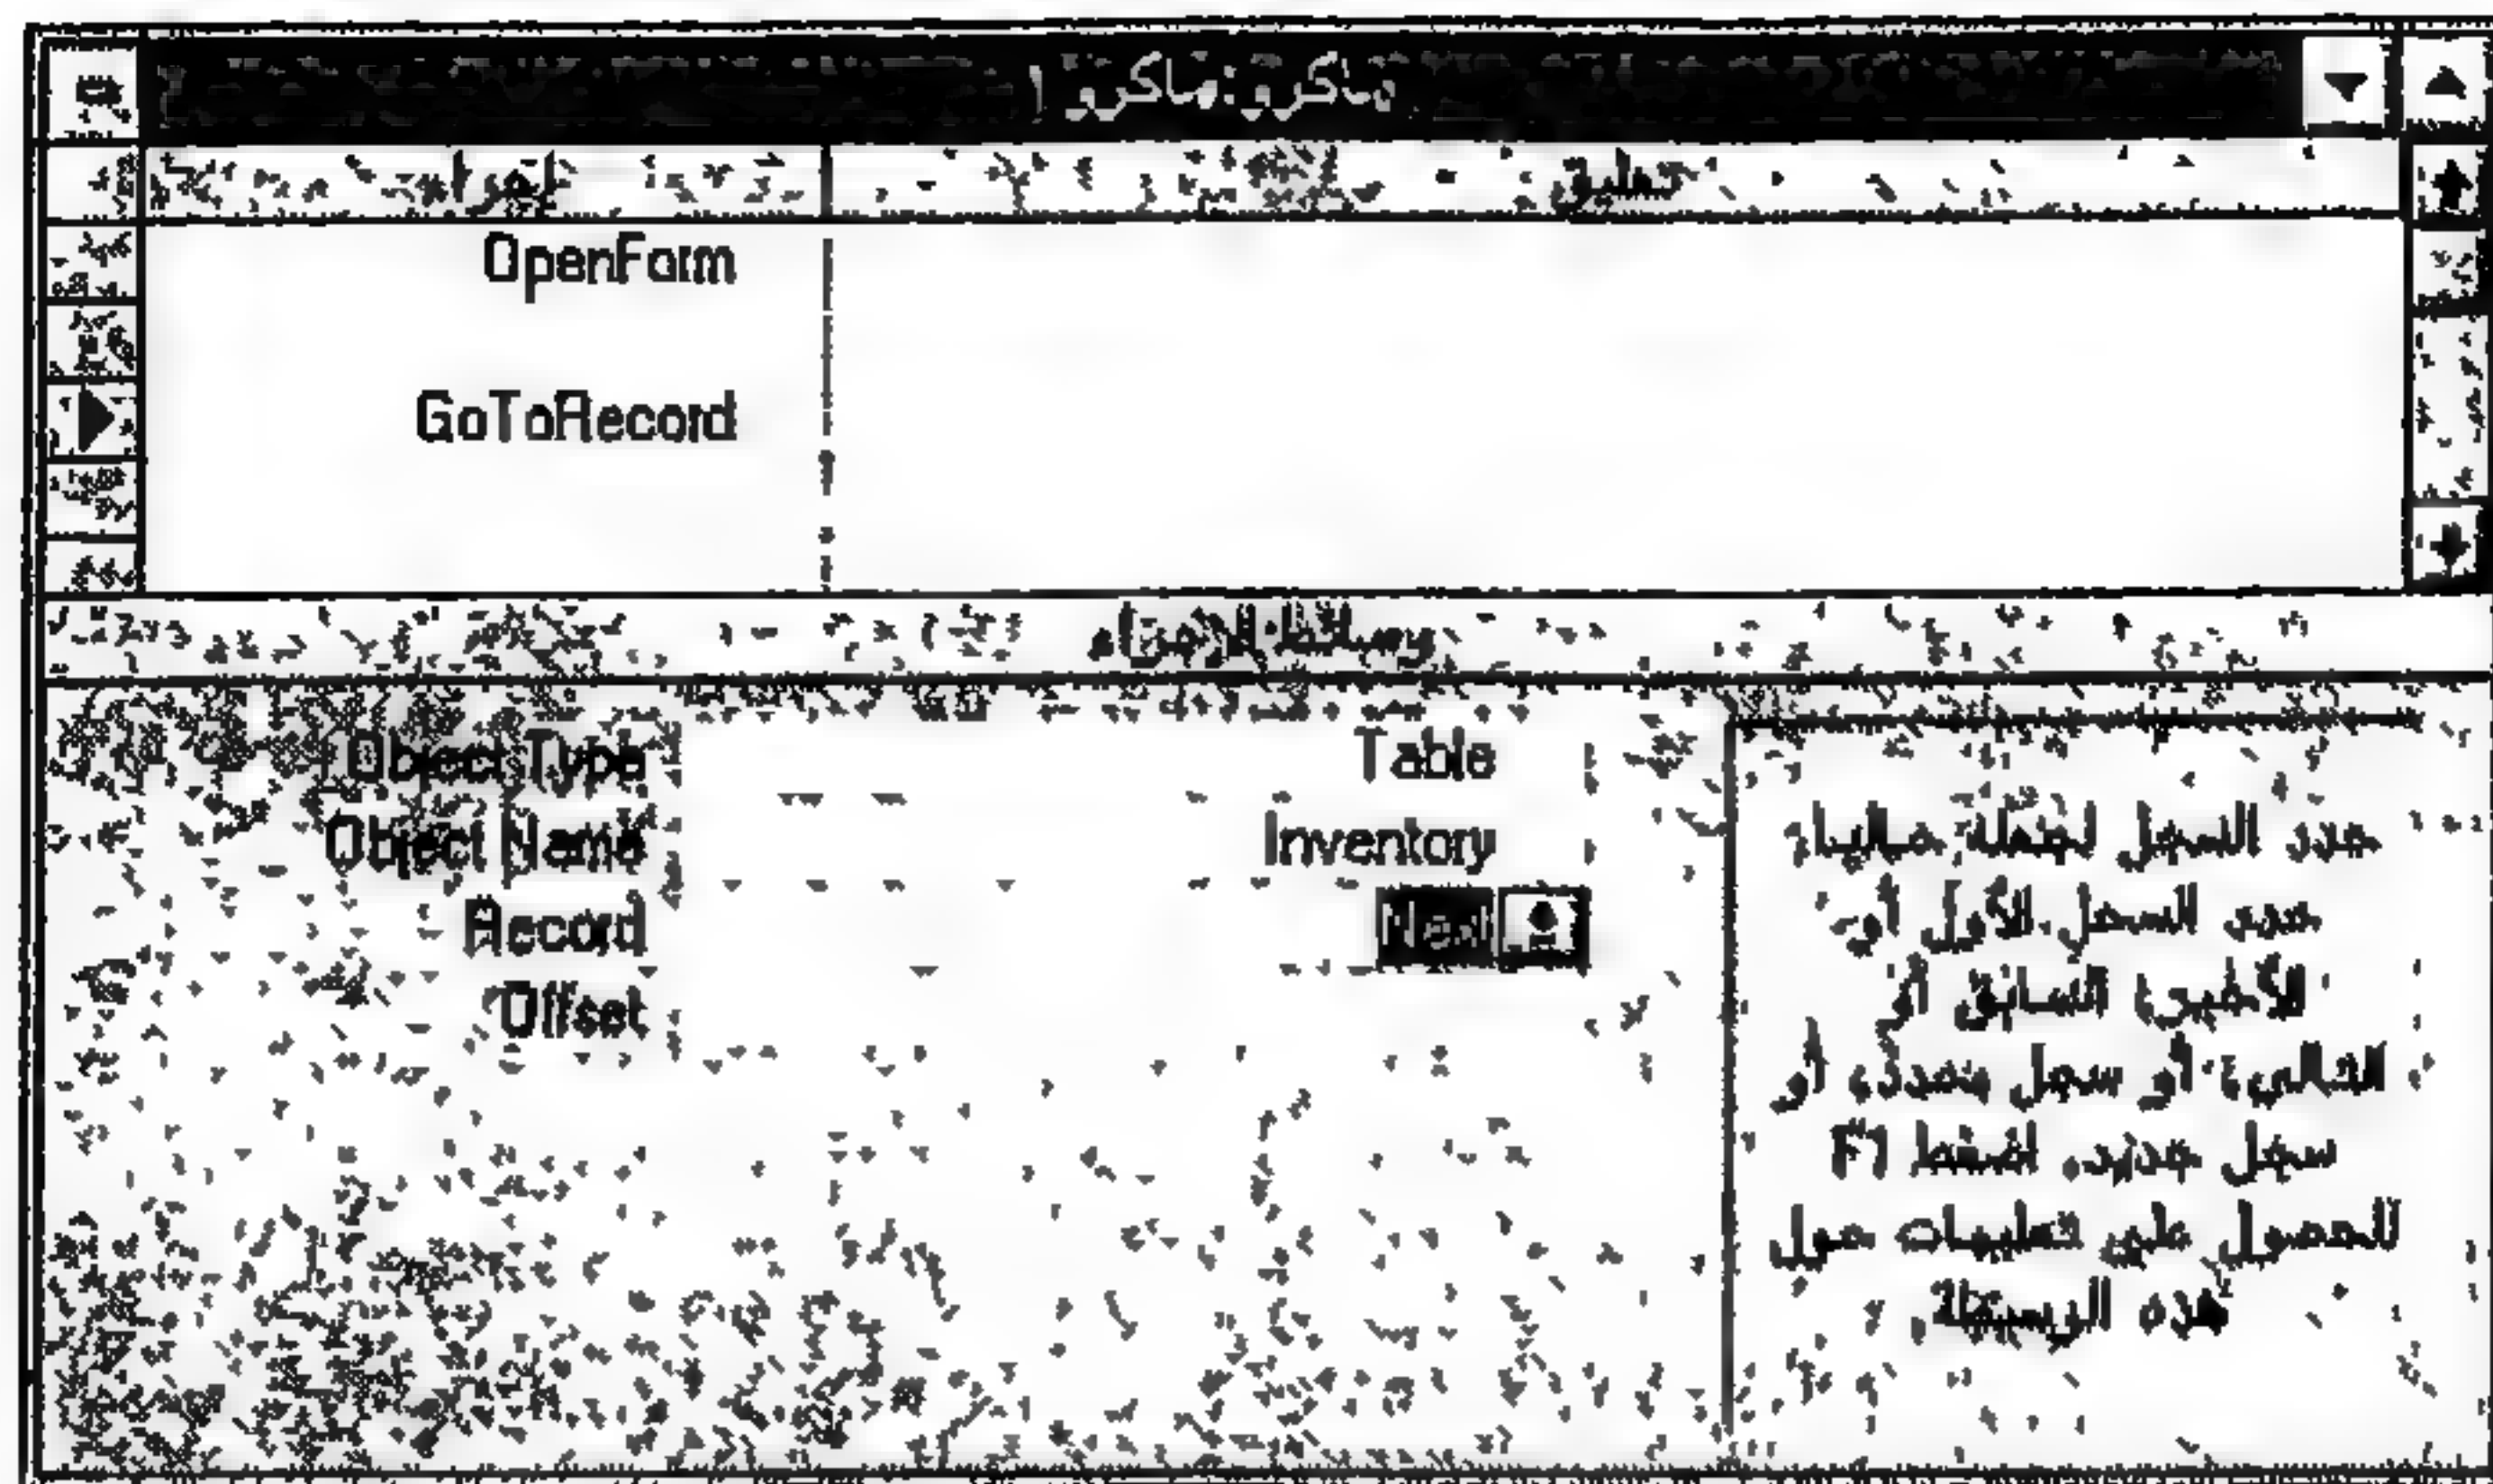 ماكرو:ماكرو ١
إجراء تعليق
OpenForm
GoToRecord
وسائط الإجراء
Object Type Table
Object Name Inventory
Record Next
Offset
حدد السجل لجعله حالياً،
حدد السجل الأول أو
الأخير، السابق أو
التالي، أو سجل محدد، أو
سجل جديد. اضغط F1
للحصول على تعليمات حول
هذه الوسيطة.